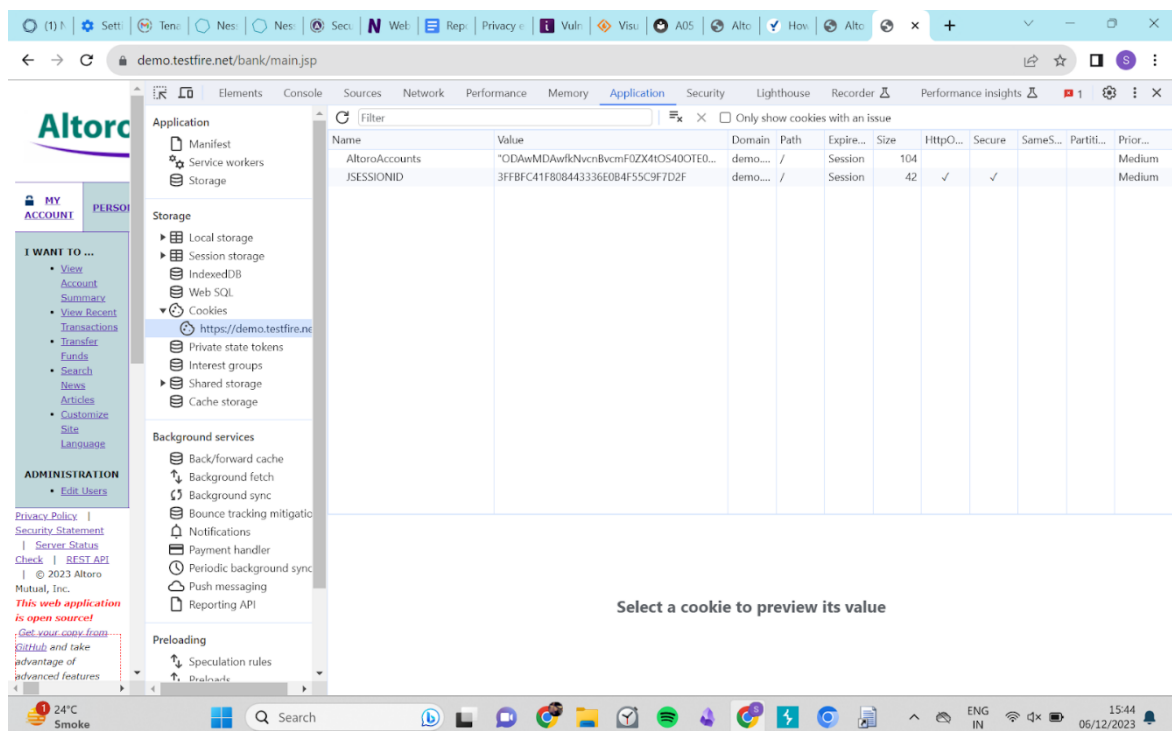 (1) N Setti Tena Nes: Nes: Secu Web Repo Privacy e Vuln Visu A05 Alto How Alto
demo.testfire.net/bank/main.jsp
S
Elements Console Sources Network Performance Memory Application Security Lighthouse Recorder Performance insights 1
Altoro
MY
ACCOUNT
PERSON
I WANT TO ...
View
Account
Summary
View Recent
Transactions
Transfer
Funds
Search
News
Articles
Customize
Site
Language
ADMINISTRATION
Edit Users
Privacy Policy |
Security Statement
| Server Status
Check | REST API
| © 2023 Altoro
Mutual, Inc.
This web application
is open source!
Get your copy from
GitHub and take
advantage of
advanced features
Application
Manifest
Service workers
Storage
Storage
Local storage
Session storage
IndexedDB
Web SQL
Cookies
https://demo.testfire.ne
Private state tokens
Interest groups
Shared storage
Cache storage
Background services
Back/forward cache
Background fetch
Background sync
Bounce tracking mitigatio
Notifications
Payment handler
Periodic background sync
Push messaging
Reporting API
Preloading
Speculation rules
Preloads
Filter Only show cookies with an issue
Name Value Domain Path Expire... Size HttpO... Secure SameS... Partiti... Prior...
AltoroAccounts "ODAwMDAwfkNvcnBvcmF0ZX4tOS40OTE0... demo.... / Session 104 Medium
JSESSIONID 3FFBFC41F808443336E0B4F55C9F7D2F demo.... / Session 42 ✓ ✓ Medium
Select a cookie to preview its value
1
24°C
Smoke
Search
ENG
IN
15:44
06/12/2023